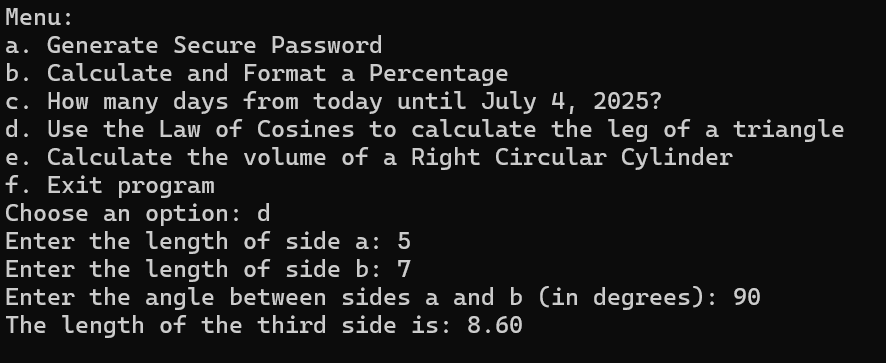 Menu:
a. Generate Secure Password
b. Calculate and Format a Percentage
c. How many days from today until July 4, 2025?
d. Use the Law of Cosines to calculate the leg of a triangle
e. Calculate the volume of a Right Circular Cylinder
f. Exit program
Choose an option: d
Enter the length of side a: 5
Enter the length of side b: 7
Enter the angle between sides a and b (in degrees): 90
The length of the third side is: 8.60